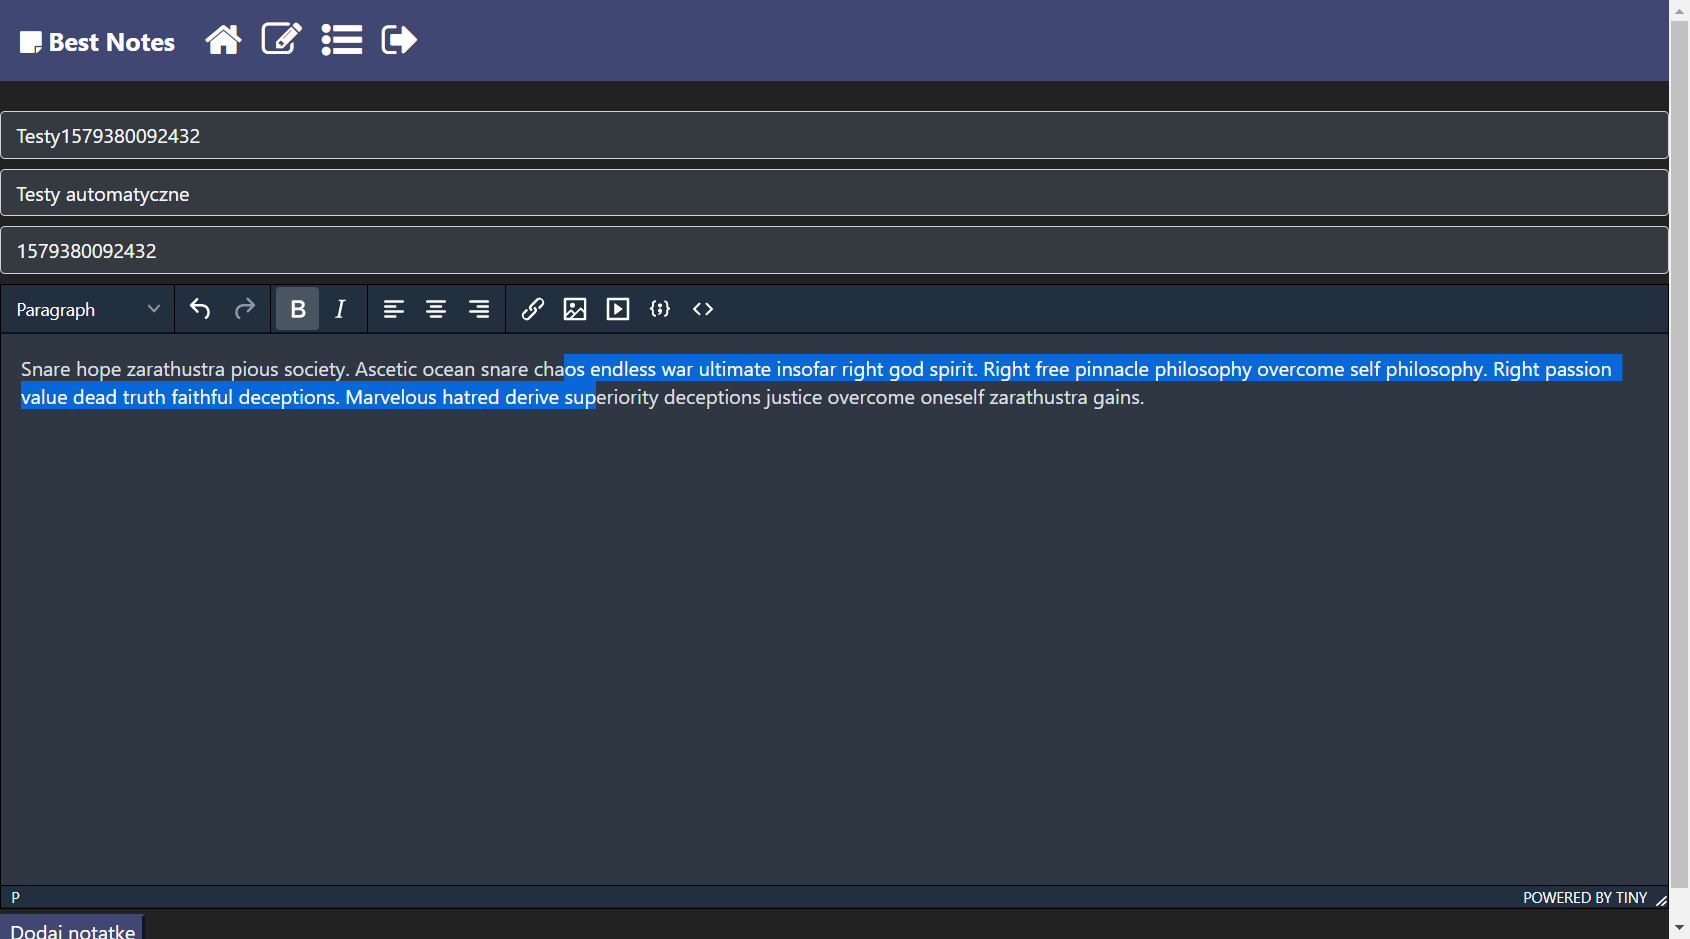 Best Notes
Testy1579380092432
Testy automatyczne
1579380092432
Paragraph B I
Snare hope zarathustra pious society. Ascetic ocean snare chaos endless war ultimate insofar right god spirit. Right free pinnacle philosophy overcome self philosophy. Right passion
value dead truth faithful deceptions. Marvelous hatred derive superiority deceptions justice overcome oneself zarathustra gains.
P POWERED BY TINY
Dodaj notatkę